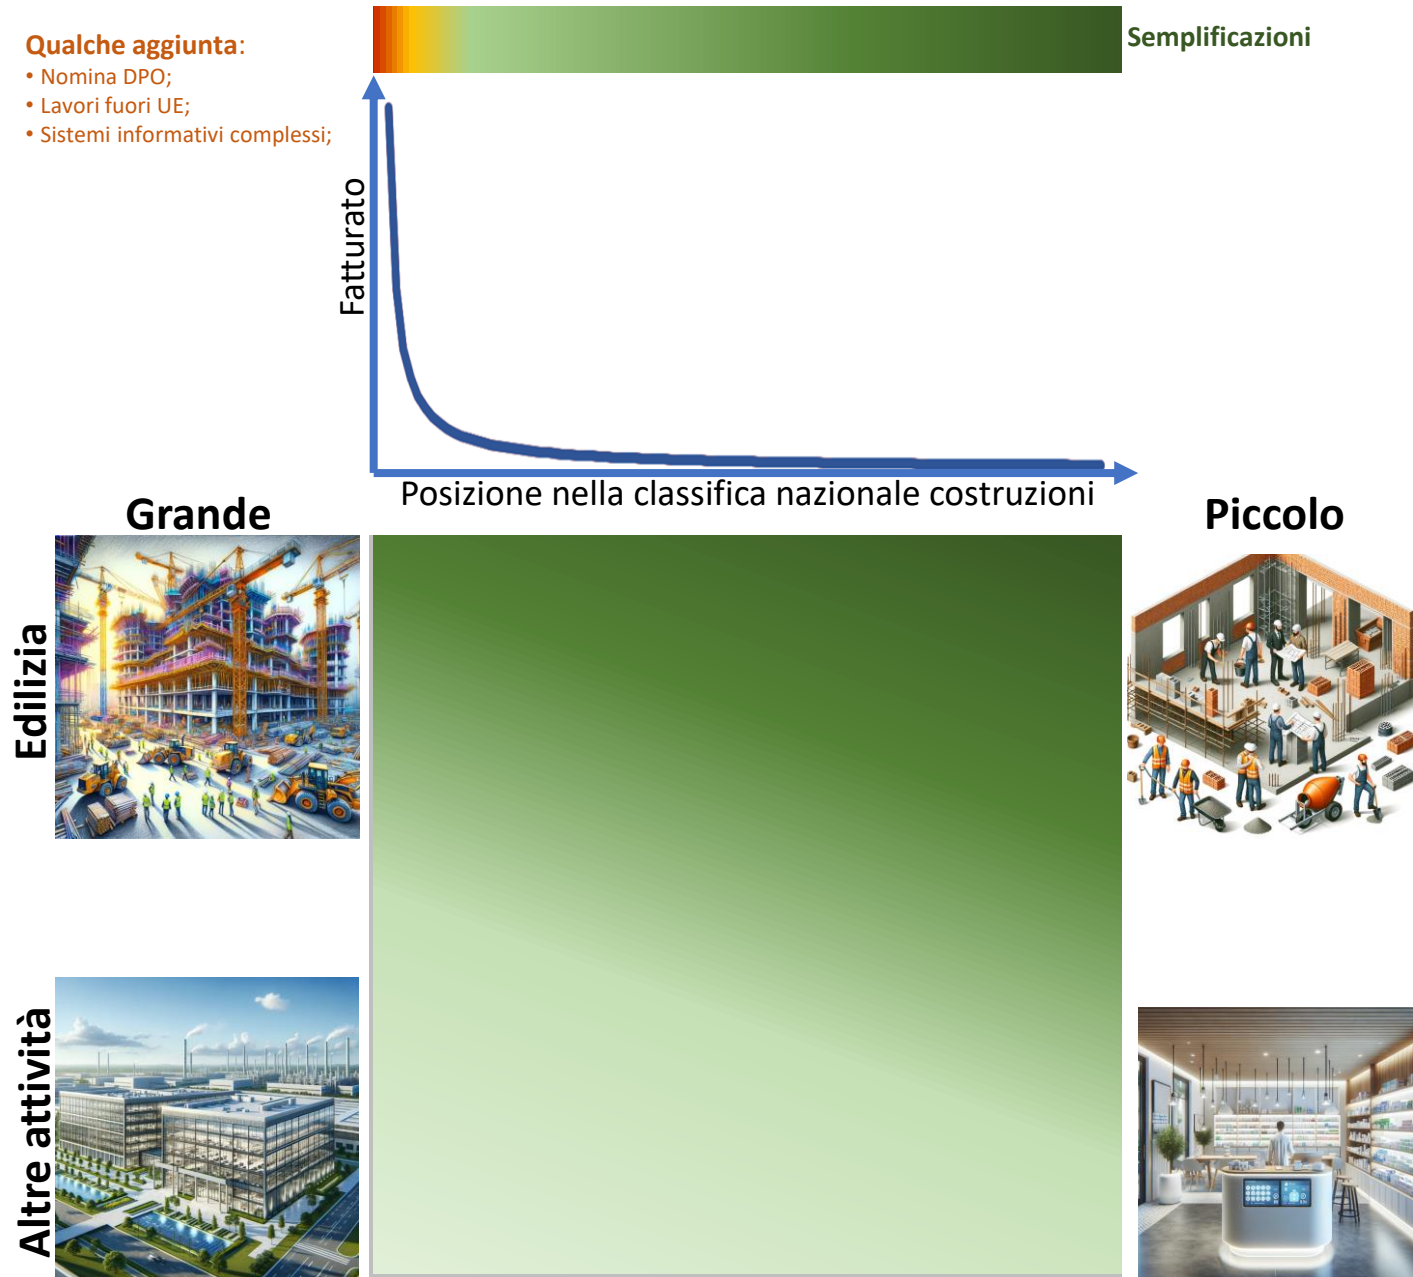 Qualche aggiunta:
• Nomina DPO;
• Lavori fuori UE;
• Sistemi informativi complessi;
Semplificazioni
Fatturato
Posizione nella classifica nazionale costruzioni
Grande
Piccolo
Edilizia
Altre attività